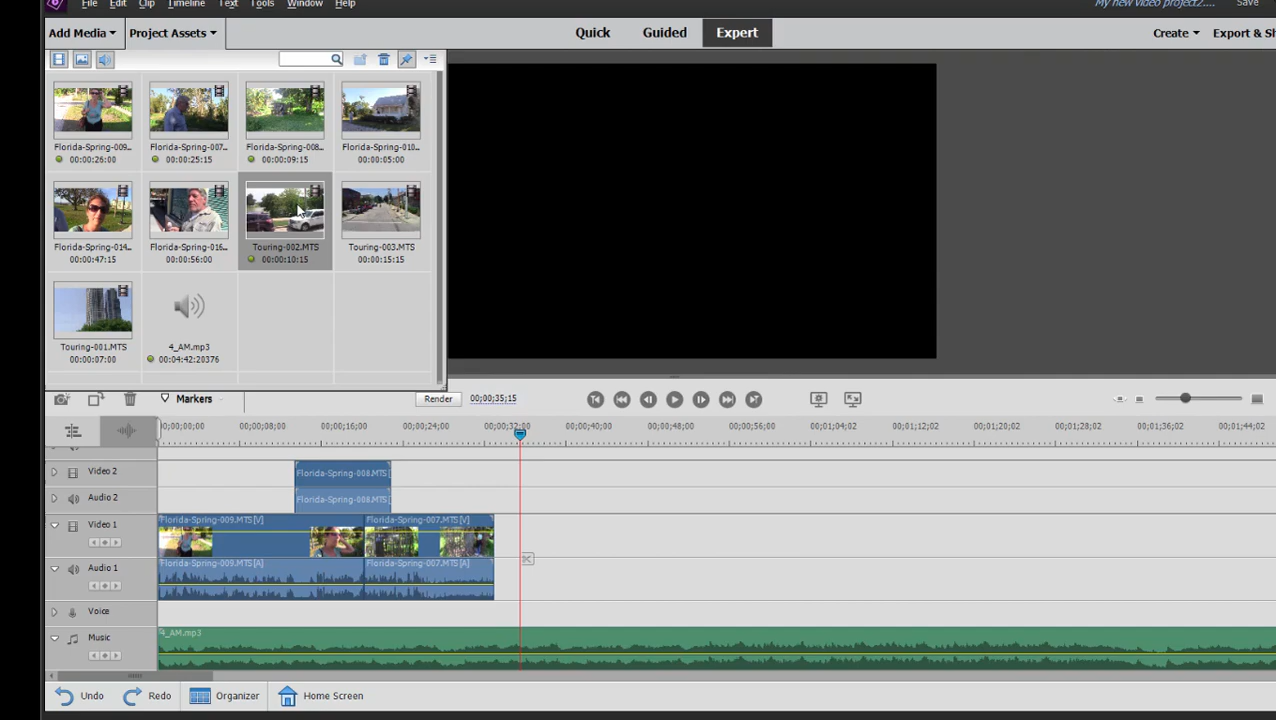 File Edit Clip Timeline Text Tools Window Help My new video project2.... Save
Add Media Project Assets Quick Guided Expert Create Export & Sh
Florida-Spring-009... Florida-Spring-007... Florida-Spring-008... Florida-Spring-010...
00:00:26:00 00:00:25:15 00:00:09:15 00:00:05:00
Florida-Spring-014... Florida-Spring-016... Touring-002.MTS Touring-003.MTS
00:00:47:15 00:00:56:00 00:00:10:15 00:00:15:15
Touring-001.MTS 4_AM.mp3
00:00:07:00 00:04:42:20376
Markers Render 00;00;35;15
;00;00;00 00;00;08;00 00;00;16;00 00;00;24;00 00;00;32;00 00;00;40;00 00;00;48;00 00;00;56;00 00;01;04;02 00;01;12;02 00;01;20;02 00;01;28;02 00;01;36;02 00;01;44;02
Video 2 Florida-Spring-008.MTS [
Audio 2 Florida-Spring-008.MTS [
Video 1 Florida-Spring-009.MTS [V] Florida-Spring-007.MTS [V]
Audio 1 Florida-Spring-009.MTS [A] Florida-Spring-007.MTS [A]
Voice
Music 4_AM.mp3
Undo Redo Organizer Home Screen